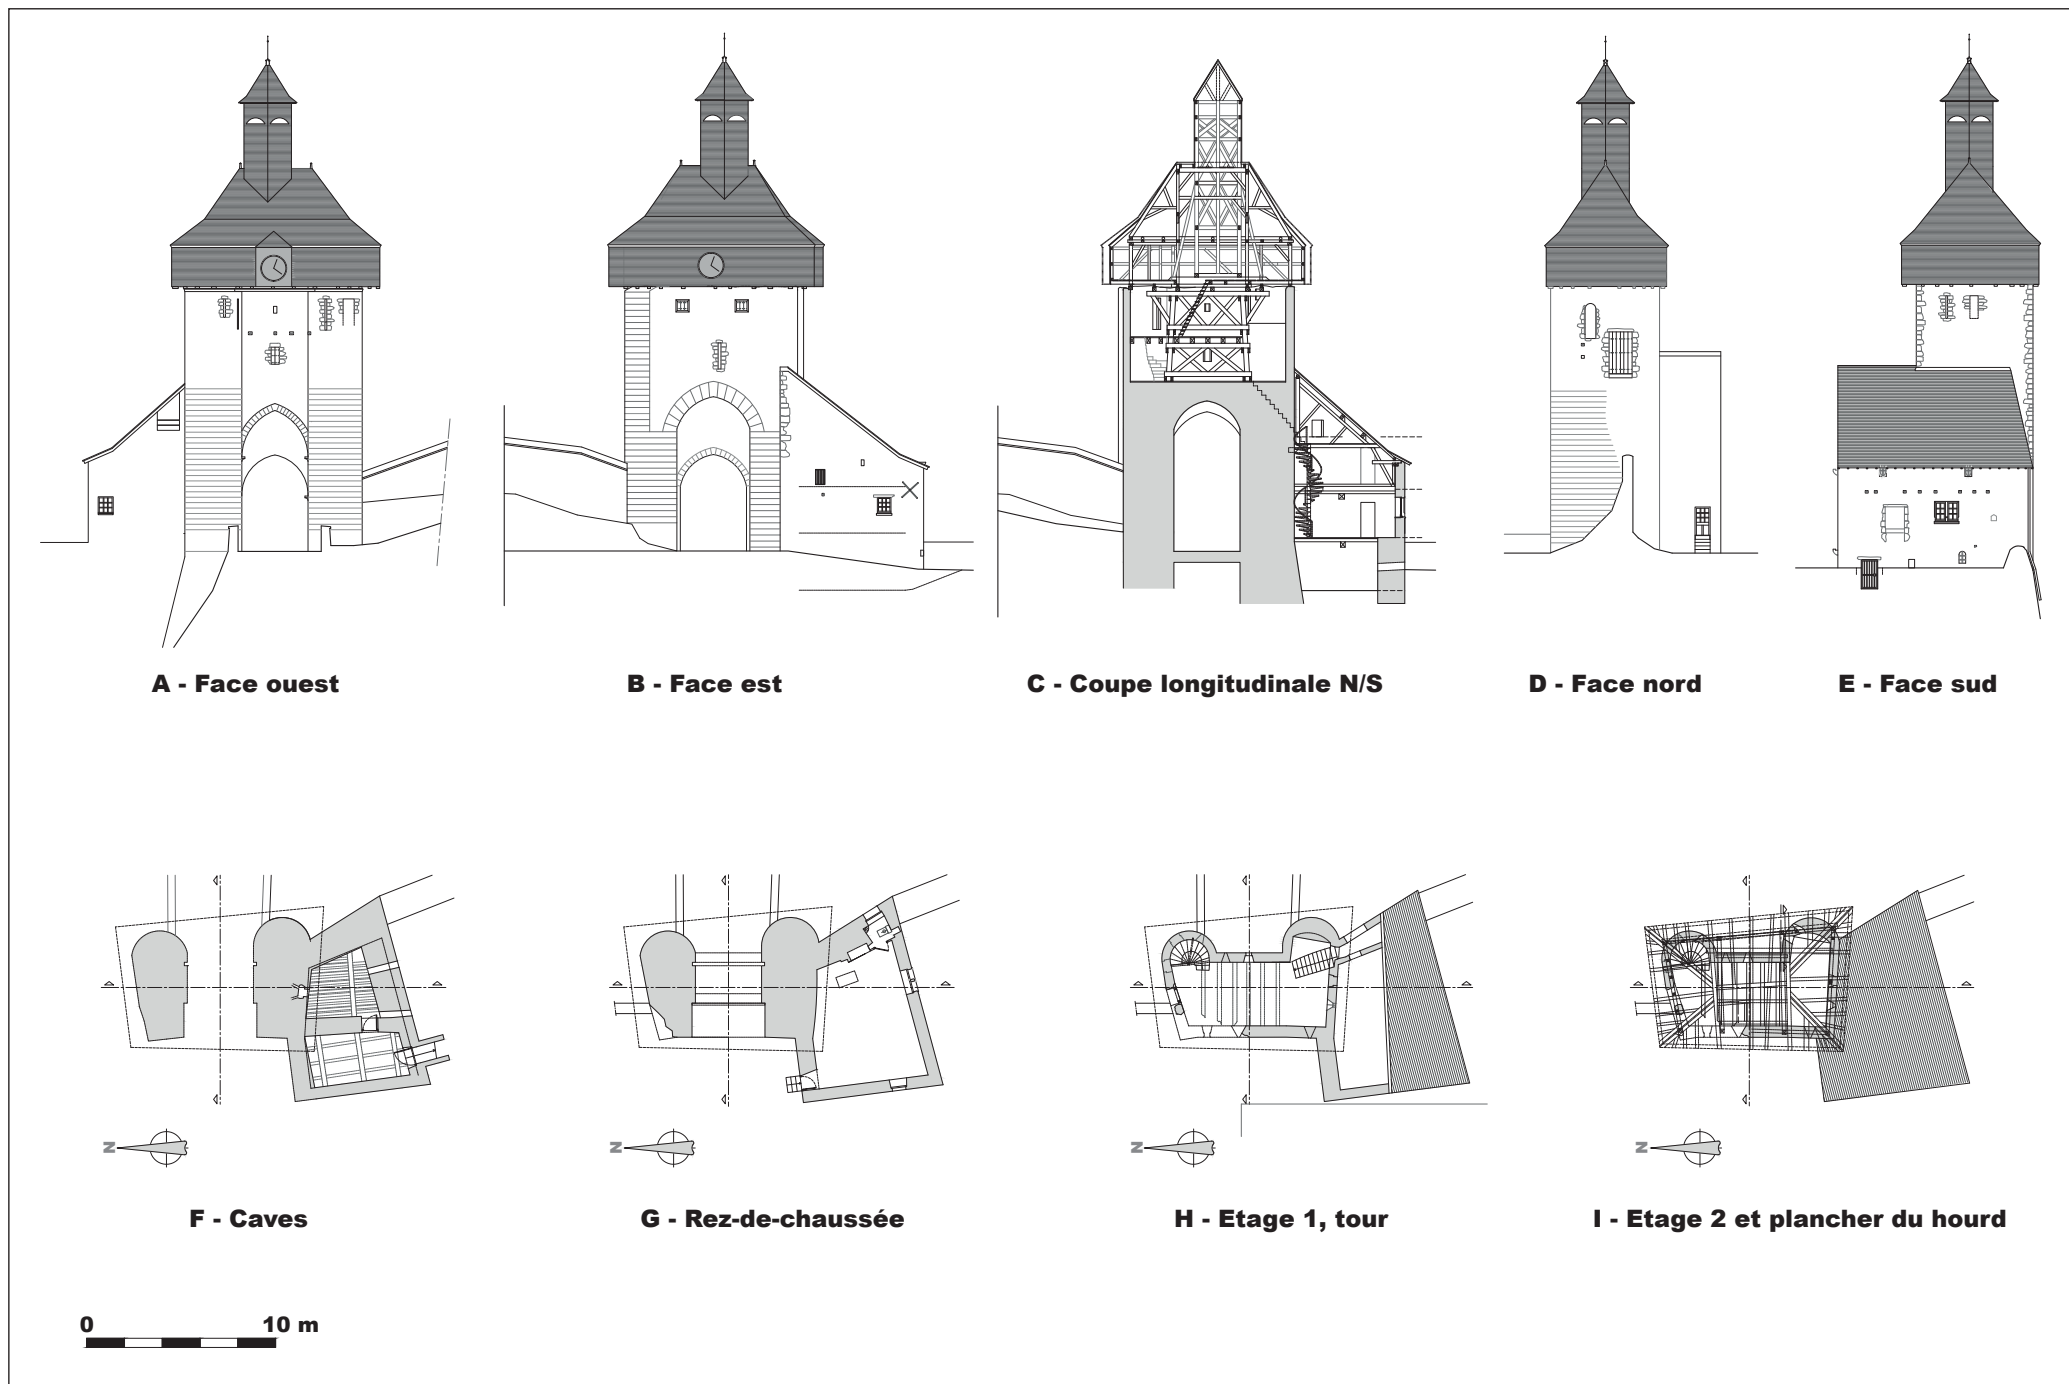 A - Face ouest
B - Face est
C - Coupe longitudinale N/S
D - Face nord
E - Face sud
N
N
N
N
F - Caves
G - Rez-de-chaussée
H - Etage 1, tour
I - Etage 2 et plancher du hourd
0 10 m